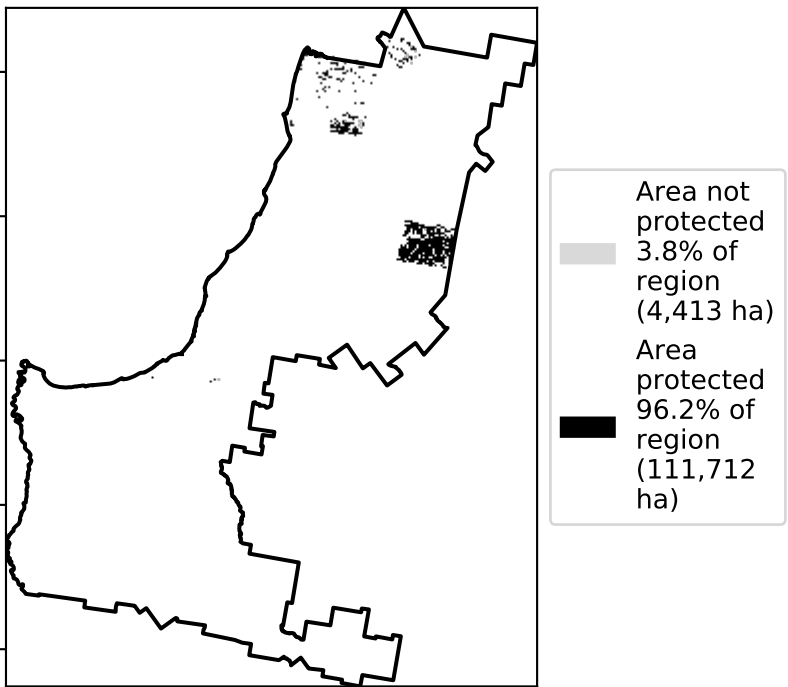 Area not
protected
3.8% of
region
(4,413 ha)
Area
protected
96.2% of
region
(111,712
ha)